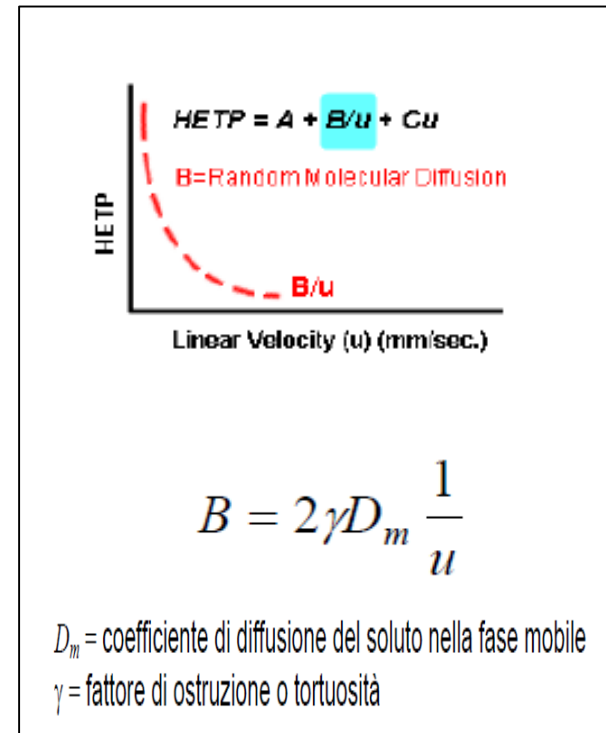 HETP = A + B/u + Cu
B=Random Molecular Diffusion
HETP
B/u
Linear Velocity (u) (mm/sec.)
B = 2γD_m 1/u
D_m = coefficiente di diffusione del soluto nella fase mobile
γ = fattore di ostruzione o tortuosità